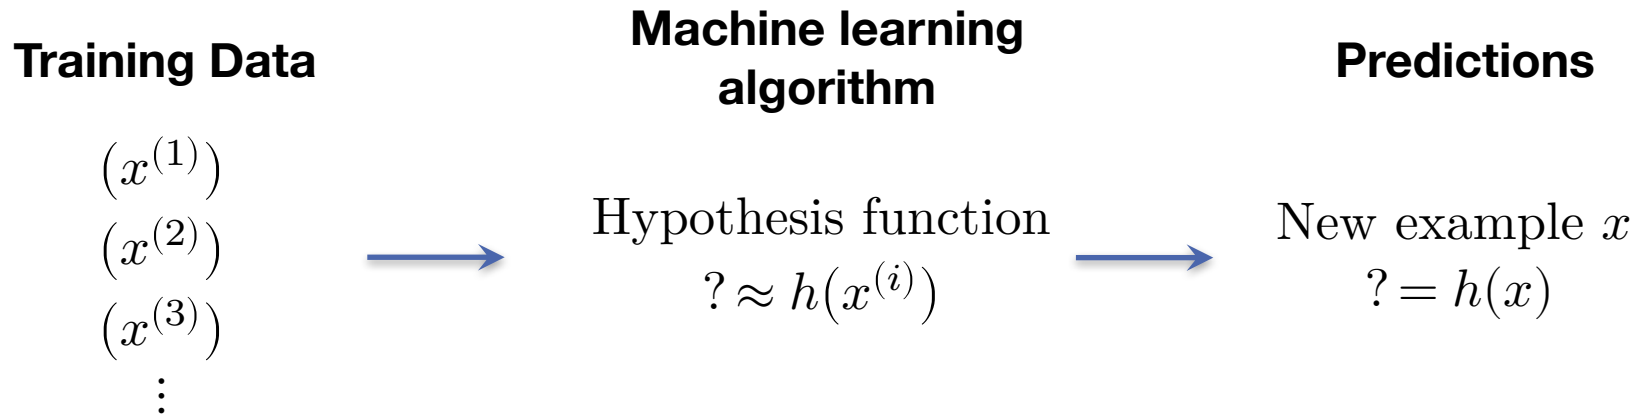 Training Data
(x^{(1)})
(x^{(2)})
(x^{(3)})
⋮
Machine learning
algorithm
Hypothesis function
? ≈ h(x^{(i)})
Predictions
New example x
? = h(x)